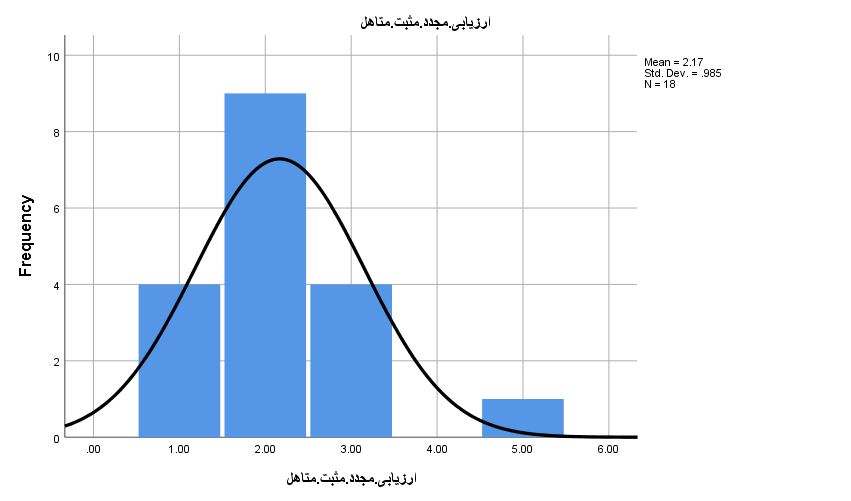 ارزیابی.مجدد.مثبت.متاهل
Mean = 2.17
Std. Dev. = .985
N = 18
Frequency
10
8
6
4
2
0
.00 1.00 2.00 3.00 4.00 5.00 6.00
ارزیابی.مجدد.مثبت.متاهل